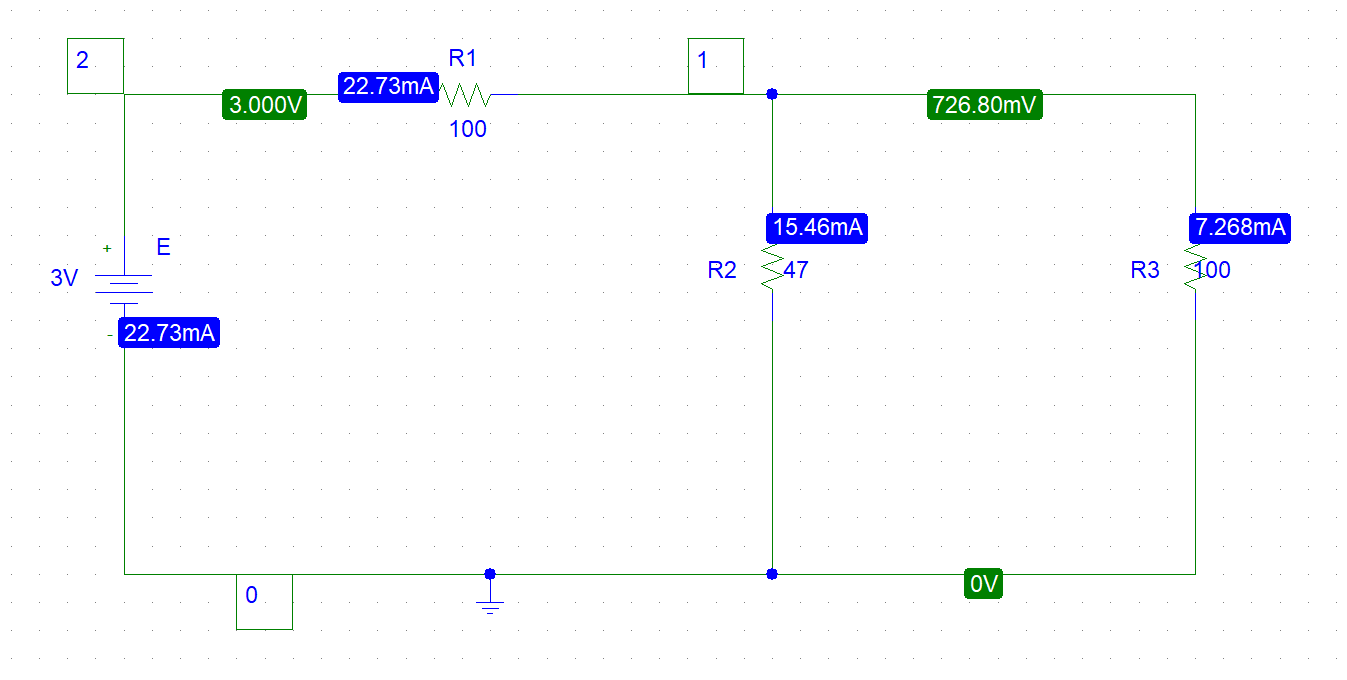 2
R1
1
3.000V
22.73mA
100
726.80mV
+
E
3V
-
22.73mA
15.46mA
R2
47
7.268mA
R3
100
0
0V